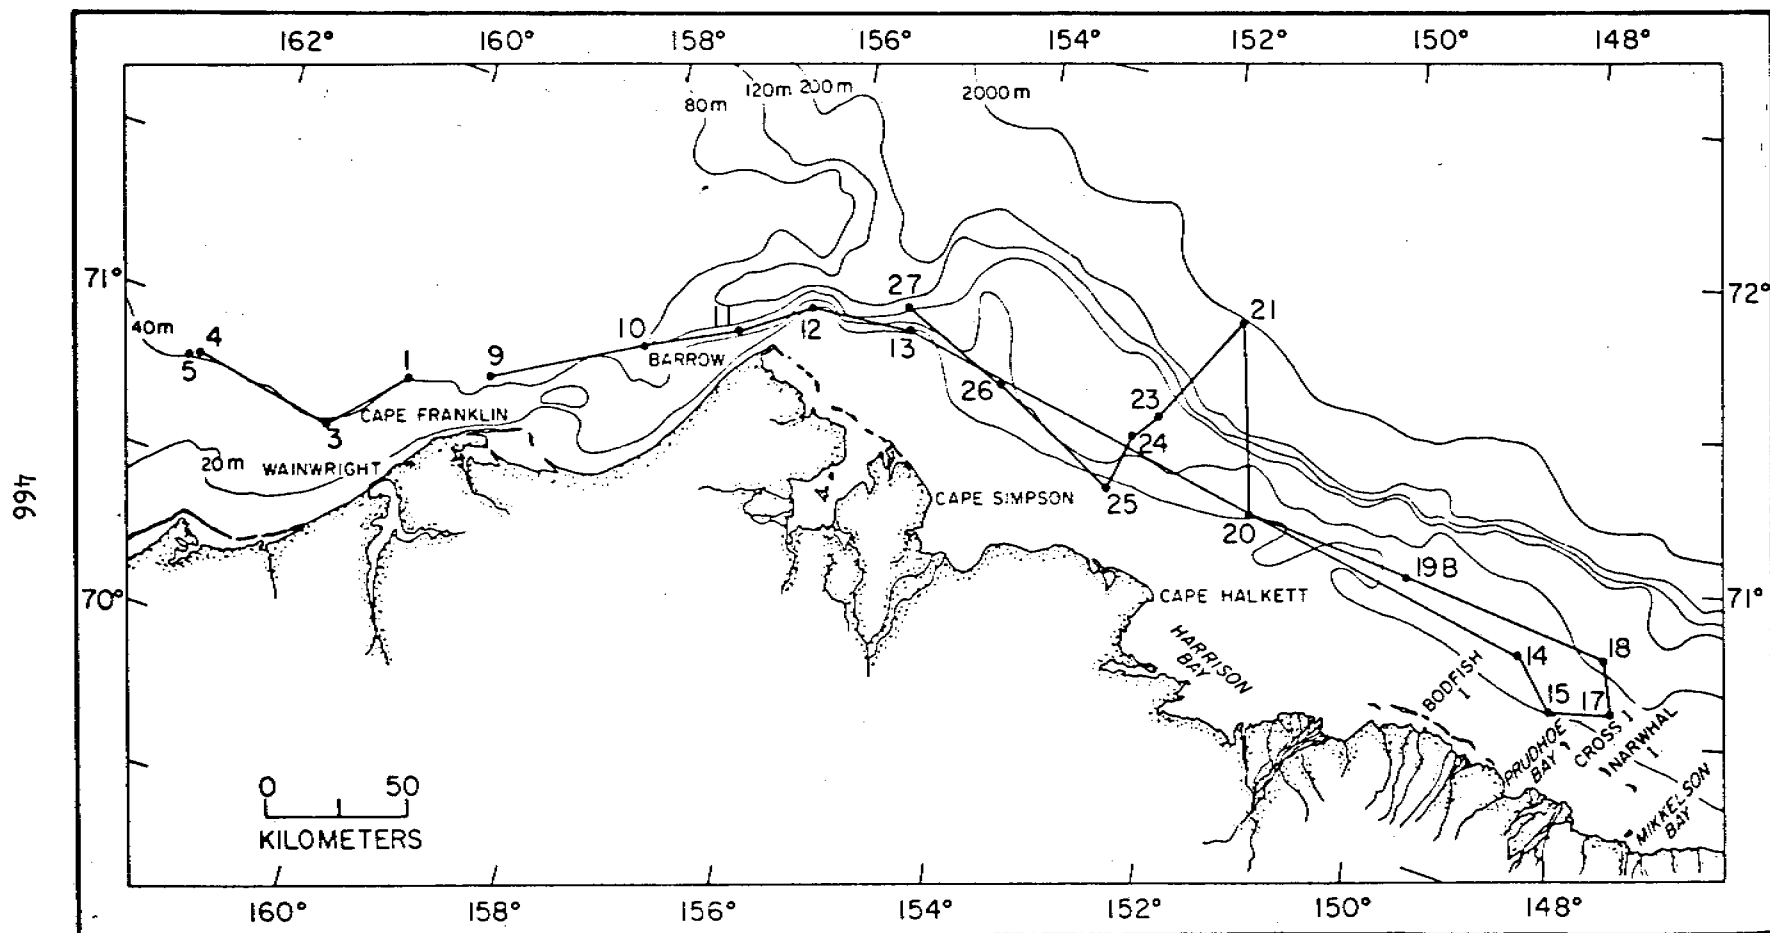 162° 160° 158° 156° 154° 152° 150° 148°
80m 120m 200m 2000m
71° 72°
40m
4
5
1
3
9
10
11
12
27
13
26
21
23
24
25
20
BARROW
CAPE FRANKLIN
20m WAINWRIGHT
CAPE SIMPSON
466
19B
70° 71°
CAPE HALKETT
HARRISON
BAY
14
18
15
17
BODFISH
I
PRUDHOE
BAY
CROSS I
NARWHAL
I
MIKKELSON
BAY
0 50
KILOMETERS
160° 158° 156° 154° 152° 150° 148°